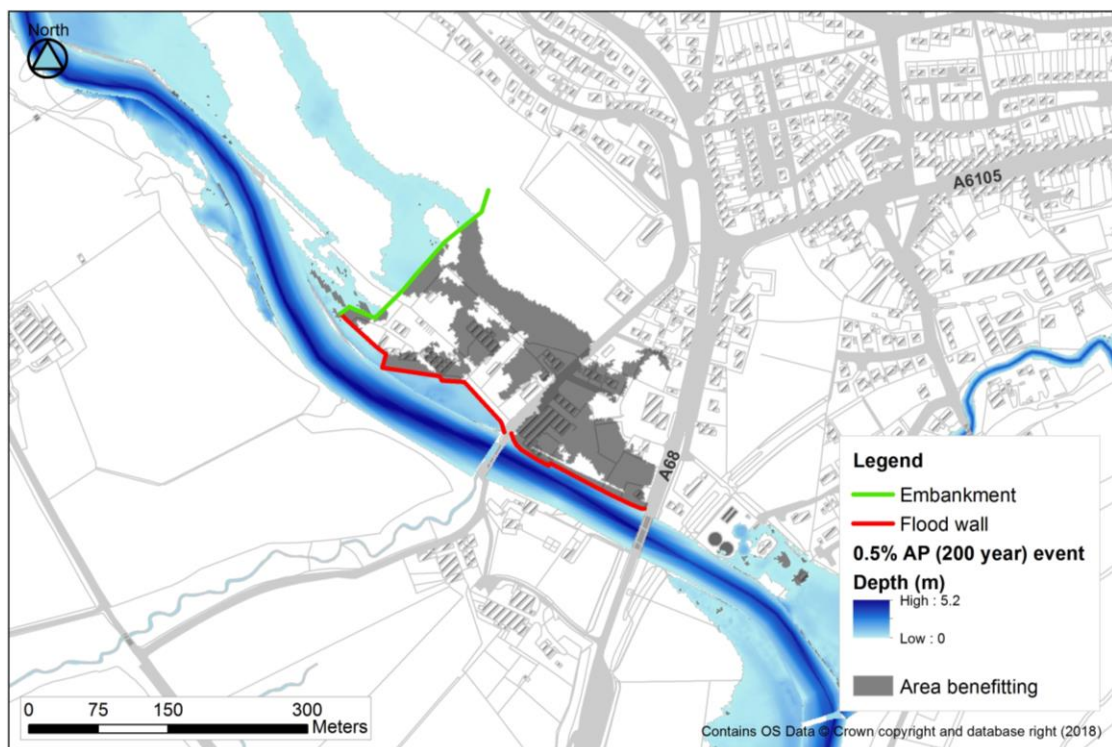 North
A6105
A68
Legend
Embankment
Flood wall
0.5% AP (200 year) event
Depth (m)
High : 5.2
Low : 0
Area benefitting
0 75 150 300
Meters
Contains OS Data © Crown copyright and database right (2018)